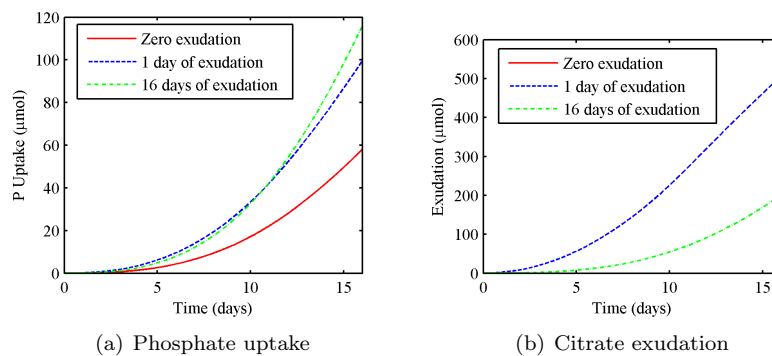 120
100
80
60
40
20
0
P Uptake (μmol)
Zero exudation
1 day of exudation
16 days of exudation
0
5
10
15
Time (days)
(a) Phosphate uptake
600
500
400
300
200
100
0
Exudation (μmol)
Zero exudation
1 day of exudation
16 days of exudation
0
5
10
15
Time (days)
(b) Citrate exudation